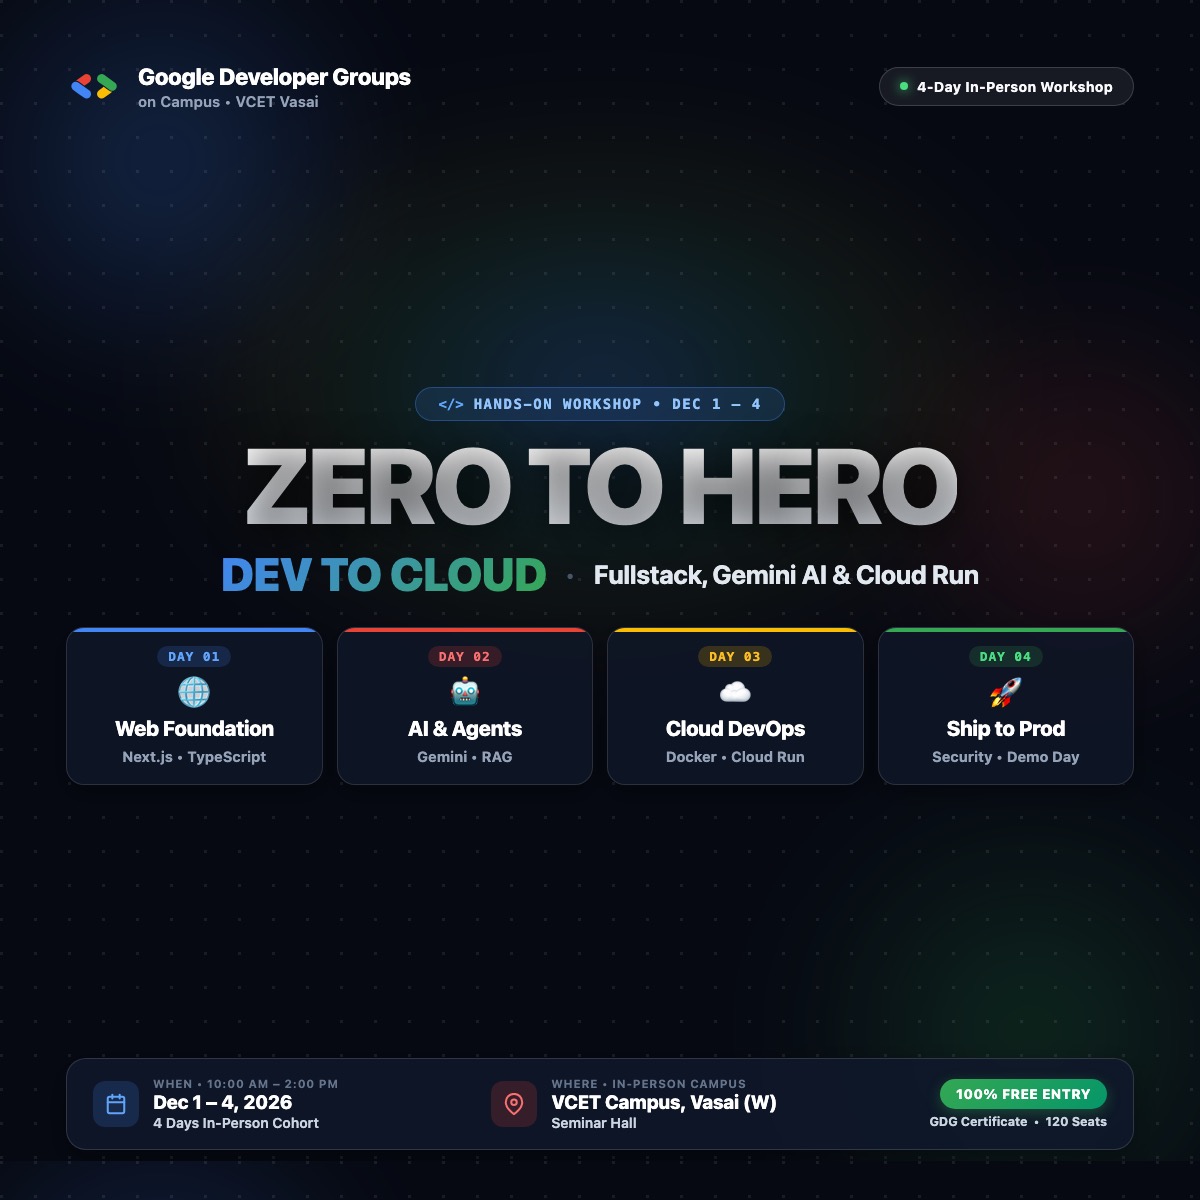 Google Developer Groups
on Campus • VCET Vasai
4-Day In-Person Workshop
</> HANDS-ON WORKSHOP • DEC 1 – 4
ZERO TO HERO
DEV TO CLOUD · Fullstack, Gemini AI & Cloud Run
DAY 01
Web Foundation
Next.js • TypeScript
DAY 02
AI & Agents
Gemini • RAG
DAY 03
Cloud DevOps
Docker • Cloud Run
DAY 04
Ship to Prod
Security • Demo Day
WHEN • 10:00 AM – 2:00 PM
Dec 1 – 4, 2026
4 Days In-Person Cohort
WHERE • IN-PERSON CAMPUS
VCET Campus, Vasai (W)
Seminar Hall
100% FREE ENTRY
GDG Certificate • 120 Seats